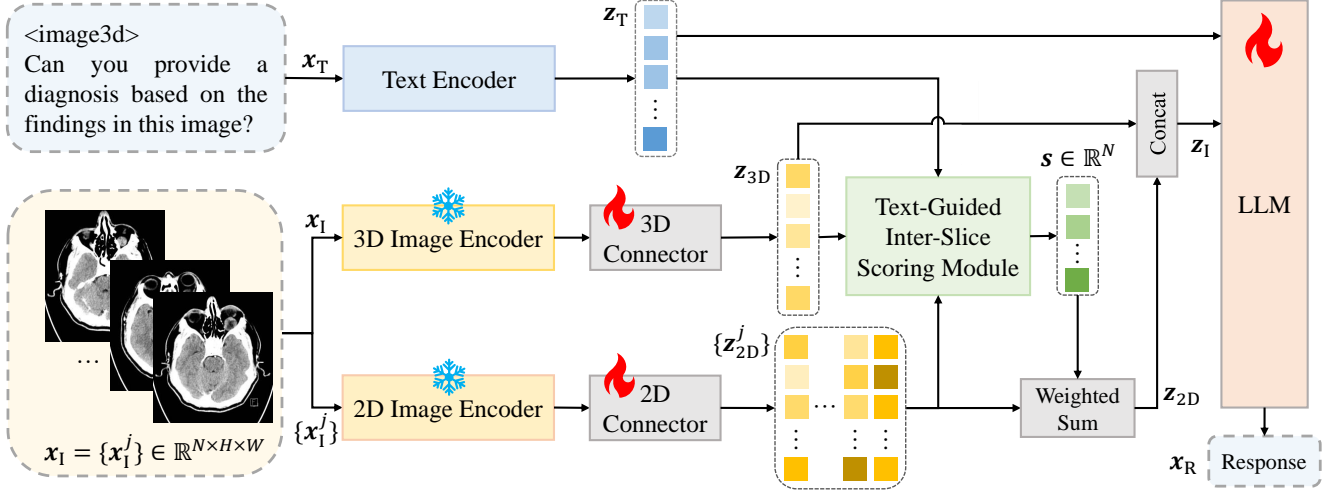 <image3d>
Can you provide a
diagnosis based on the
findings in this image?
x_T
Text Encoder
z_T
LLM
Concat
z_I
x_I
3D Image Encoder
3D
Connector
z_3D
Text-Guided
Inter-Slice
Scoring Module
s ∈ ℝ^N
...
x_I = {x_I^j} ∈ ℝ^{N×H×W}
{x_I^j}
2D Image Encoder
2D
Connector
{z_2D^j}
Weighted
Sum
z_2D
x_R
Response